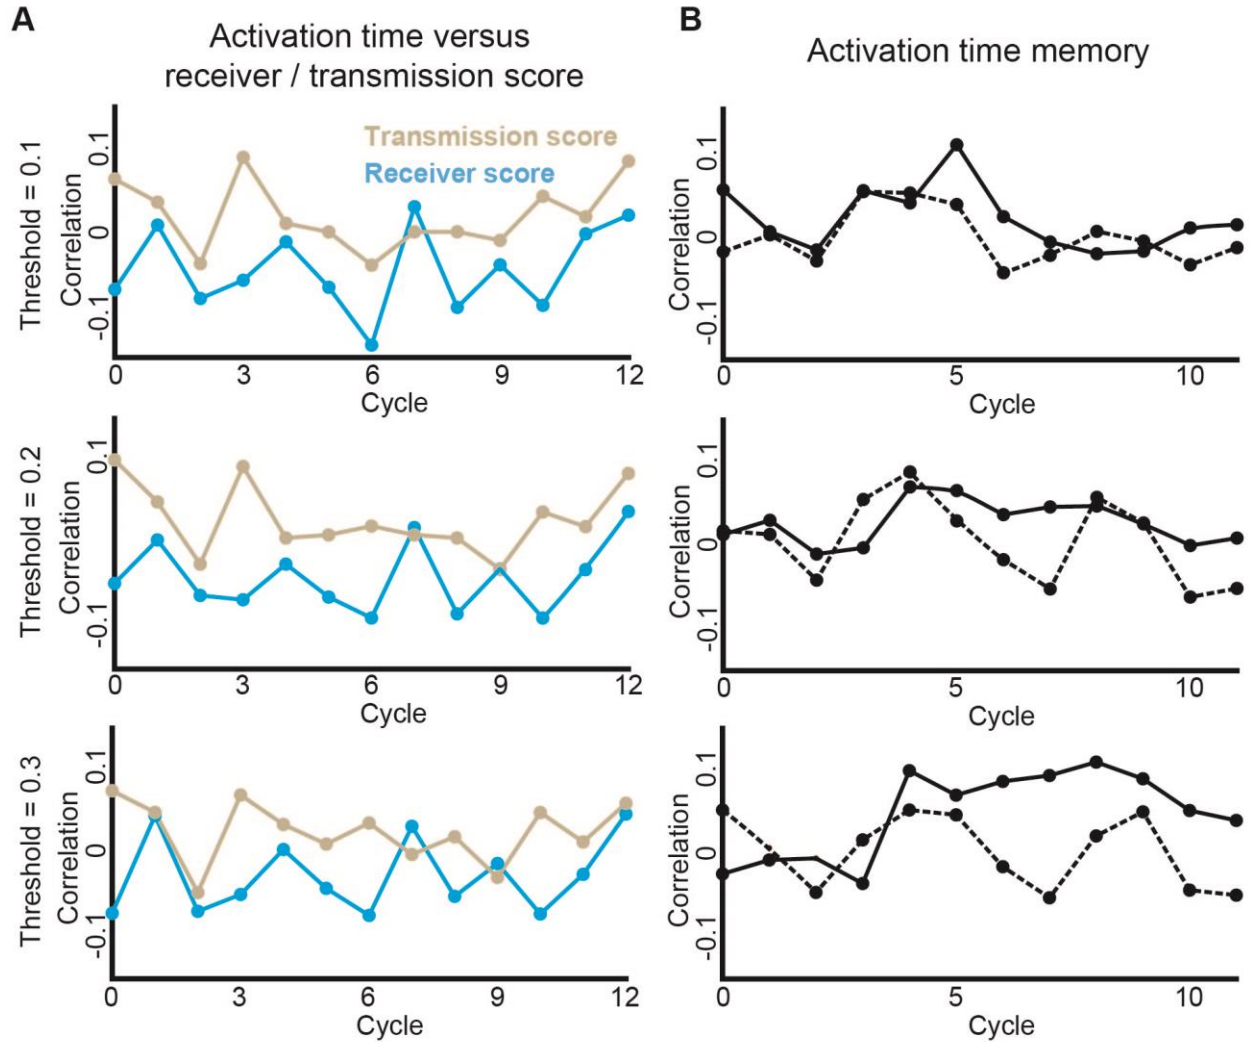 A
Activation time versus
receiver / transmission score
B
Activation time memory
Threshold = 0.1
Correlation
0.1
0
-0.1
Transmission score
Receiver score
0 3 6 9 12
Cycle
Correlation
0.1
0
-0.1
0 5 10
Cycle
Threshold = 0.2
Correlation
0.1
0
-0.1
0 3 6 9 12
Cycle
Correlation
0.1
0
-0.1
0 5 10
Cycle
Threshold = 0.3
Correlation
0.1
0
-0.1
0 3 6 9 12
Cycle
Correlation
0.1
0
-0.1
0 5 10
Cycle